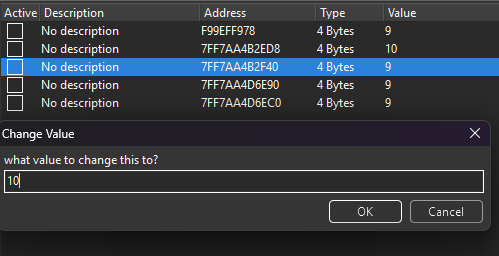 Active Description Address Type Value
No description F99EFF978 4 Bytes 9
No description 7FF7AA4B2ED8 4 Bytes 10
No description 7FF7AA4B2F40 4 Bytes 9
No description 7FF7AA4D6E90 4 Bytes 9
No description 7FF7AA4D6EC0 4 Bytes 9
Change Value
what value to change this to?
10
OK Cancel